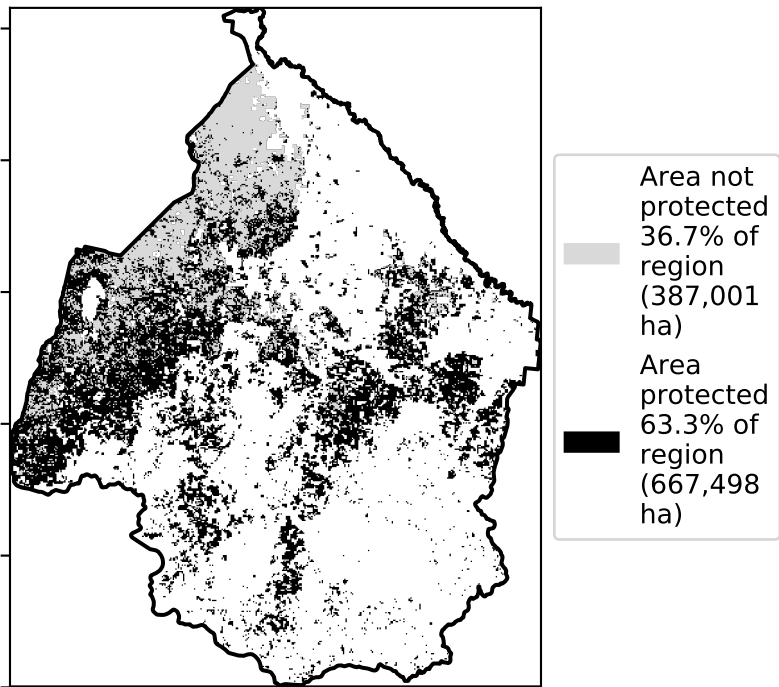 Area not
protected
36.7% of
region
(387,001
ha)
Area
protected
63.3% of
region
(667,498
ha)